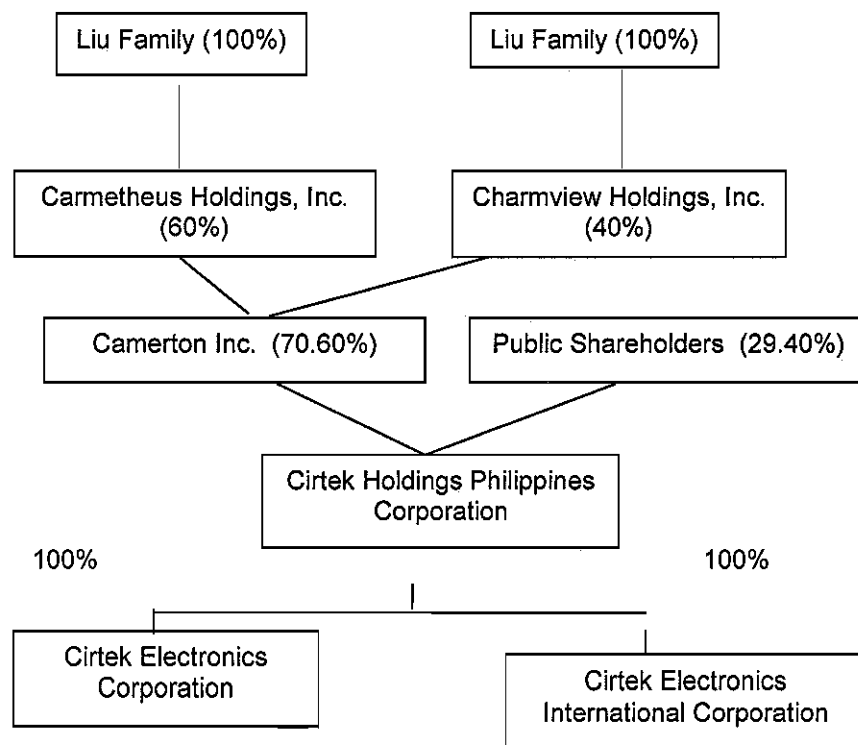 Liu Family (100%)
Liu Family (100%)
Carmetheus Holdings, Inc.
(60%)
Charmview Holdings, Inc.
(40%)
Camerton Inc. (70.60%)
Public Shareholders (29.40%)
Cirtek Holdings Philippines
Corporation
100%
100%
Cirtek Electronics
Corporation
Cirtek Electronics
International Corporation